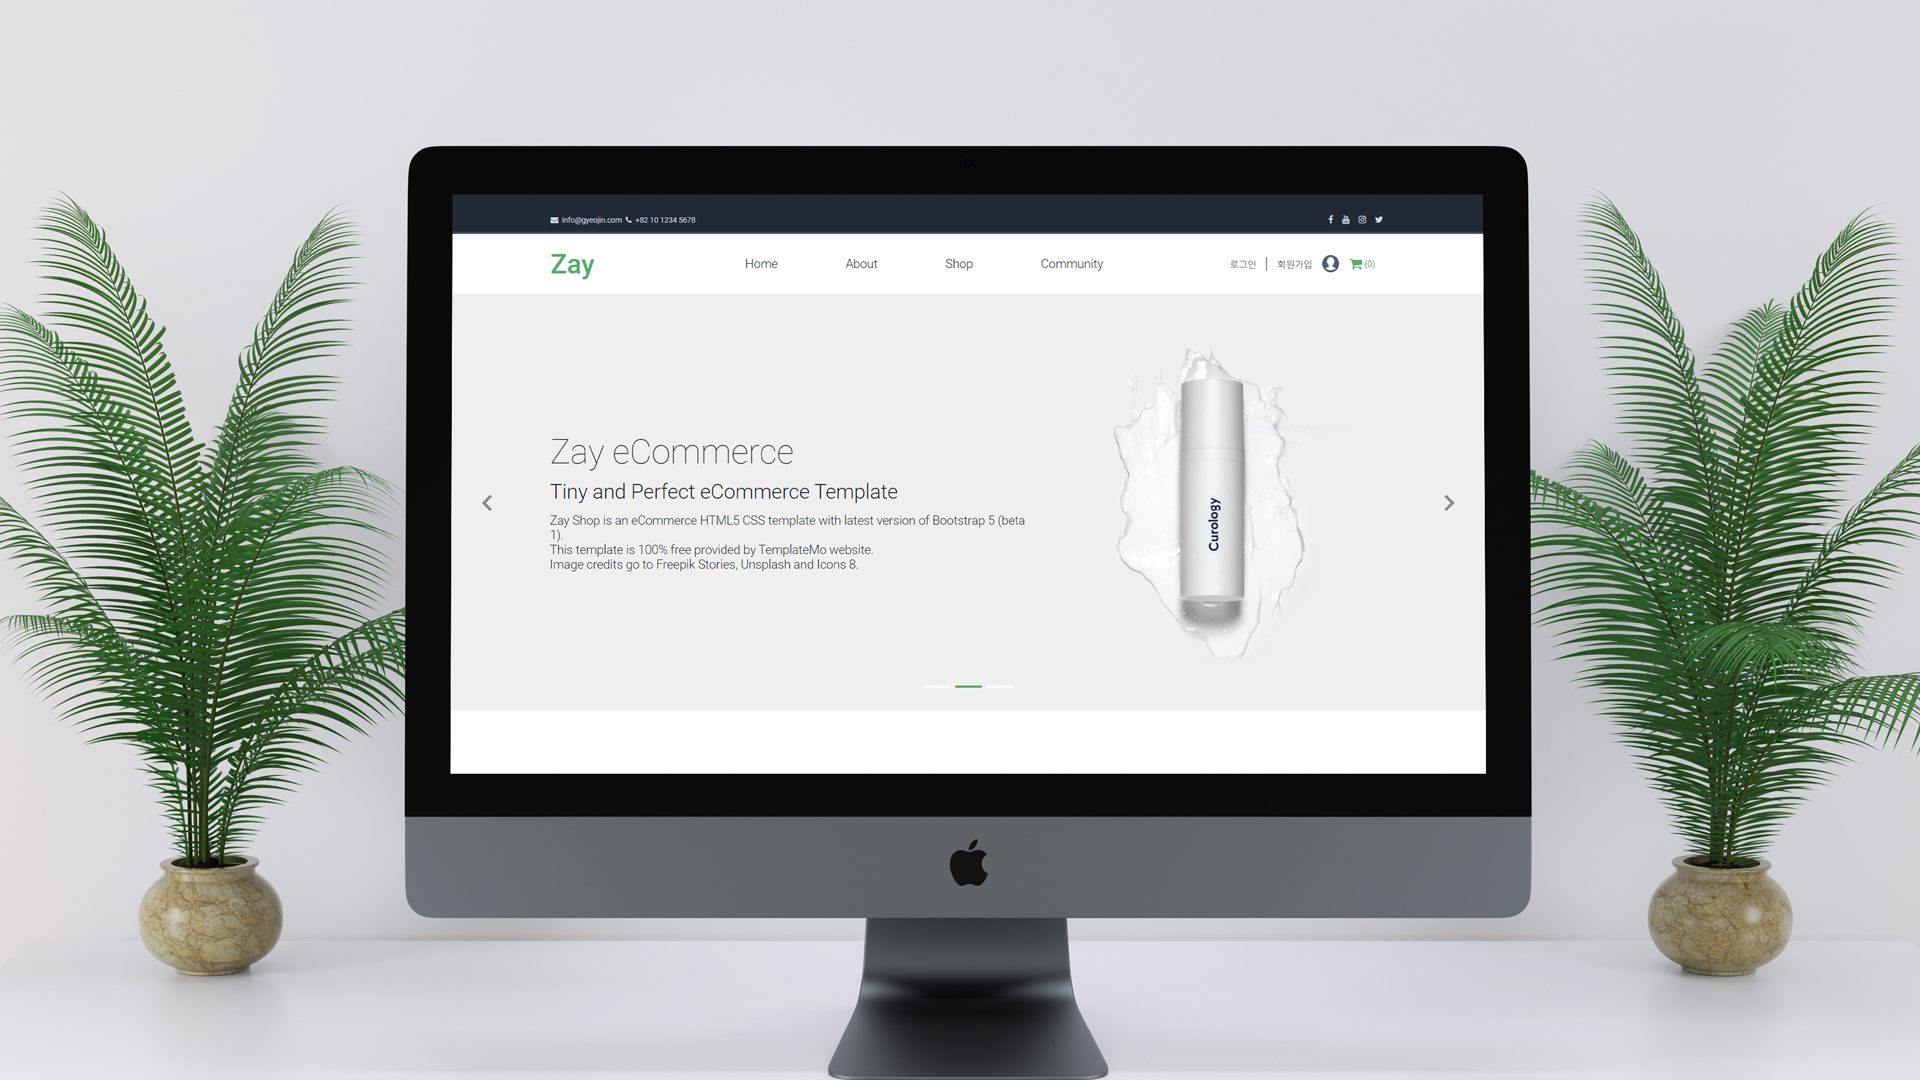 info@gyeojin.com +82 10 1234 5678
Zay Home About Shop Community 로그인 | 회원가입 (0)
Zay eCommerce
Tiny and Perfect eCommerce Template
Zay Shop is an eCommerce HTML5 CSS template with latest version of Bootstrap 5 (beta
1).
This template is 100% free provided by TemplateMo website.
Image credits go to Freepik Stories, Unsplash and Icons 8.
Curology